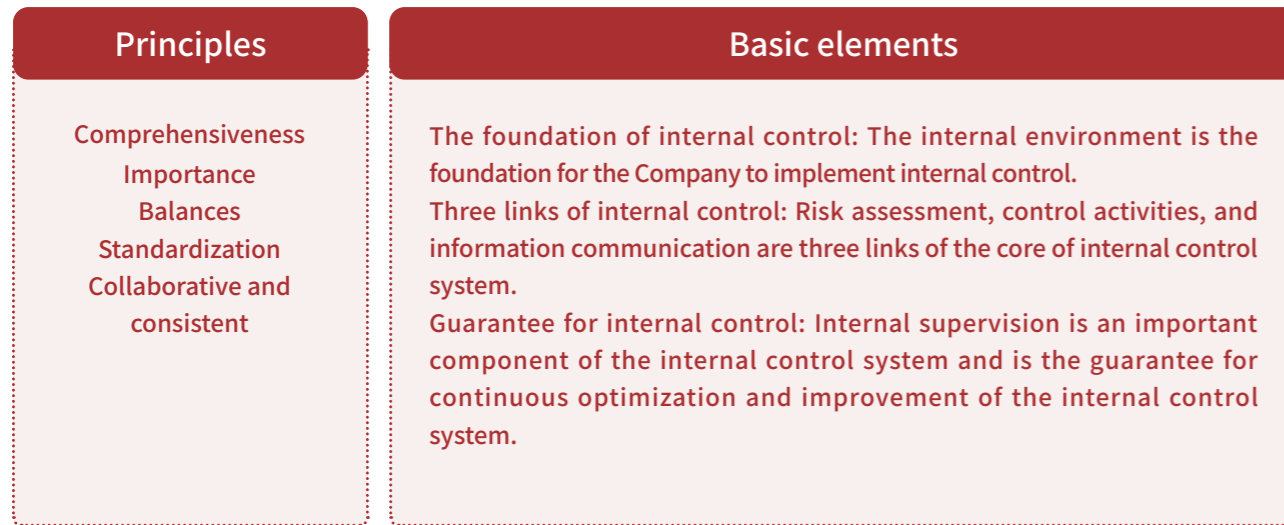 Principles
Comprehensiveness
Importance
Balances
Standardization
Collaborative and
consistent
Basic elements
The foundation of internal control: The internal environment is the
foundation for the Company to implement internal control.
Three links of internal control: Risk assessment, control activities, and
information communication are three links of the core of internal control
system.
Guarantee for internal control: Internal supervision is an important
component of the internal control system and is the guarantee for
continuous optimization and improvement of the internal control
system.